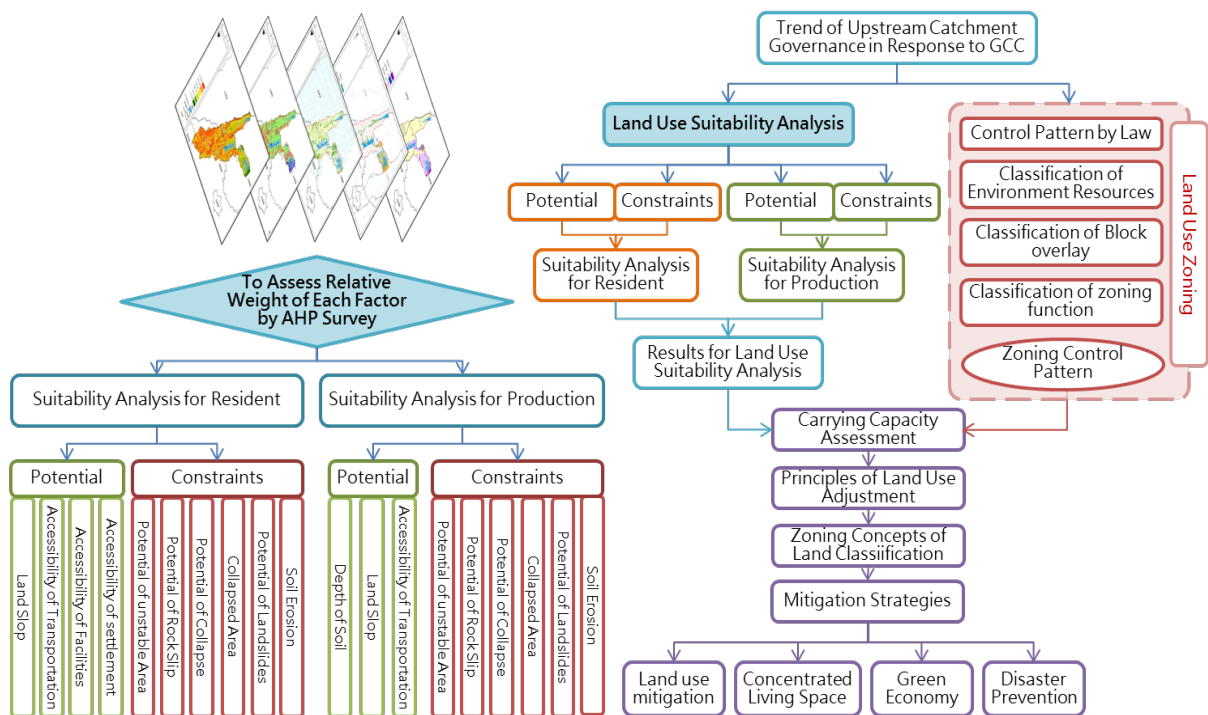 Trend of Upstream Catchment
Governance in Response to GCC
Land Use Suitability Analysis
Potential
Constraints
Potential
Constraints
Suitability Analysis
for Resident
Suitability Analysis
for Production
Results for Land Use
Suitability Analysis
Control Pattern by Law
Classification of
Environment Resources
Classification of Block
overlay
Classification of zoning
function
Zoning Control
Pattern
Land Use Zoning
Carrying Capacity
Assessment
Principles of Land Use
Adjustment
Zoning Concepts of
Land Classification
Mitigation Strategies
Land use
mitigation
Concentrated
Living Space
Green
Economy
Disaster
Prevention
To Assess Relative
Weight of Each Factor
by AHP Survey
Suitability Analysis for Resident
Suitability Analysis for Production
Potential
Constraints
Potential
Constraints
Land Slop
Accessibility of Transportation
Accessibility of Facilities
Accessibility of settlement
Potential of unstable Area
Potential of Rock Slip
Potential of Collapse
Collapsed Area
Potential of Landslides
Soil Erosion
Depth of Soil
Land Slop
Accessibility of Transportation
Potential of unstable Area
Potential of Rock Slip
Potential of Collapse
Collapsed Area
Potential of Landslides
Soil Erosion